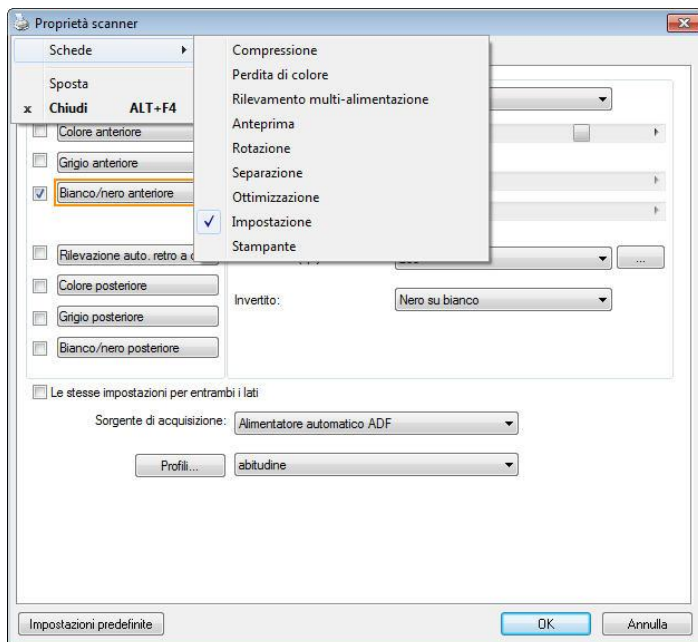 Proprietà scanner
Schede
Sposta
x Chiudi ALT+F4
Compressione
Perdita di colore
Rilevamento multi-alimentazione
Anteprima
Rotazione
Separazione
Ottimizzazione
Impostazione
Stampante
Colore anteriore
Grigio anteriore
Bianco/nero anteriore
Rilevazione auto. retro a
...
Colore posteriore
Invertito:
Nero su bianco
Grigio posteriore
Bianco/nero posteriore
Le stesse impostazioni per entrambi i lati
Sorgente di acquisizione:
Alimentatore automatico ADF
Profili...
abitudine
Impostazioni predefinite
OK
Annulla